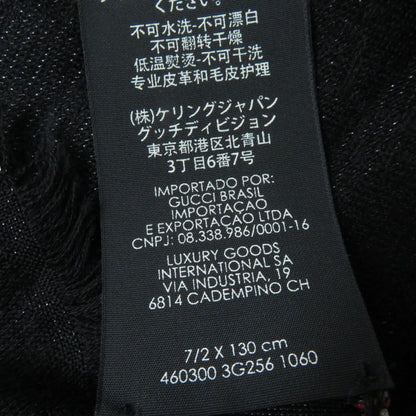 ください。
不可水洗-不可漂白
不可翻转干燥
低温熨烫-不可干洗
专业皮革和毛皮护理
(株)ケリングジャパン
グッチディビジョン
東京都港区北青山
3丁目6番7号
IMPORTADO POR:
GUCCI BRASIL
IMPORTACAO
E EXPORTACAO LTDA
CNPJ: 08.338.986/0001-16
LUXURY GOODS
INTERNATIONAL SA
VIA INDUSTRIA, 19
6814 CADEMPINO CH
7/2 X 130 cm
460300 3G256 1060